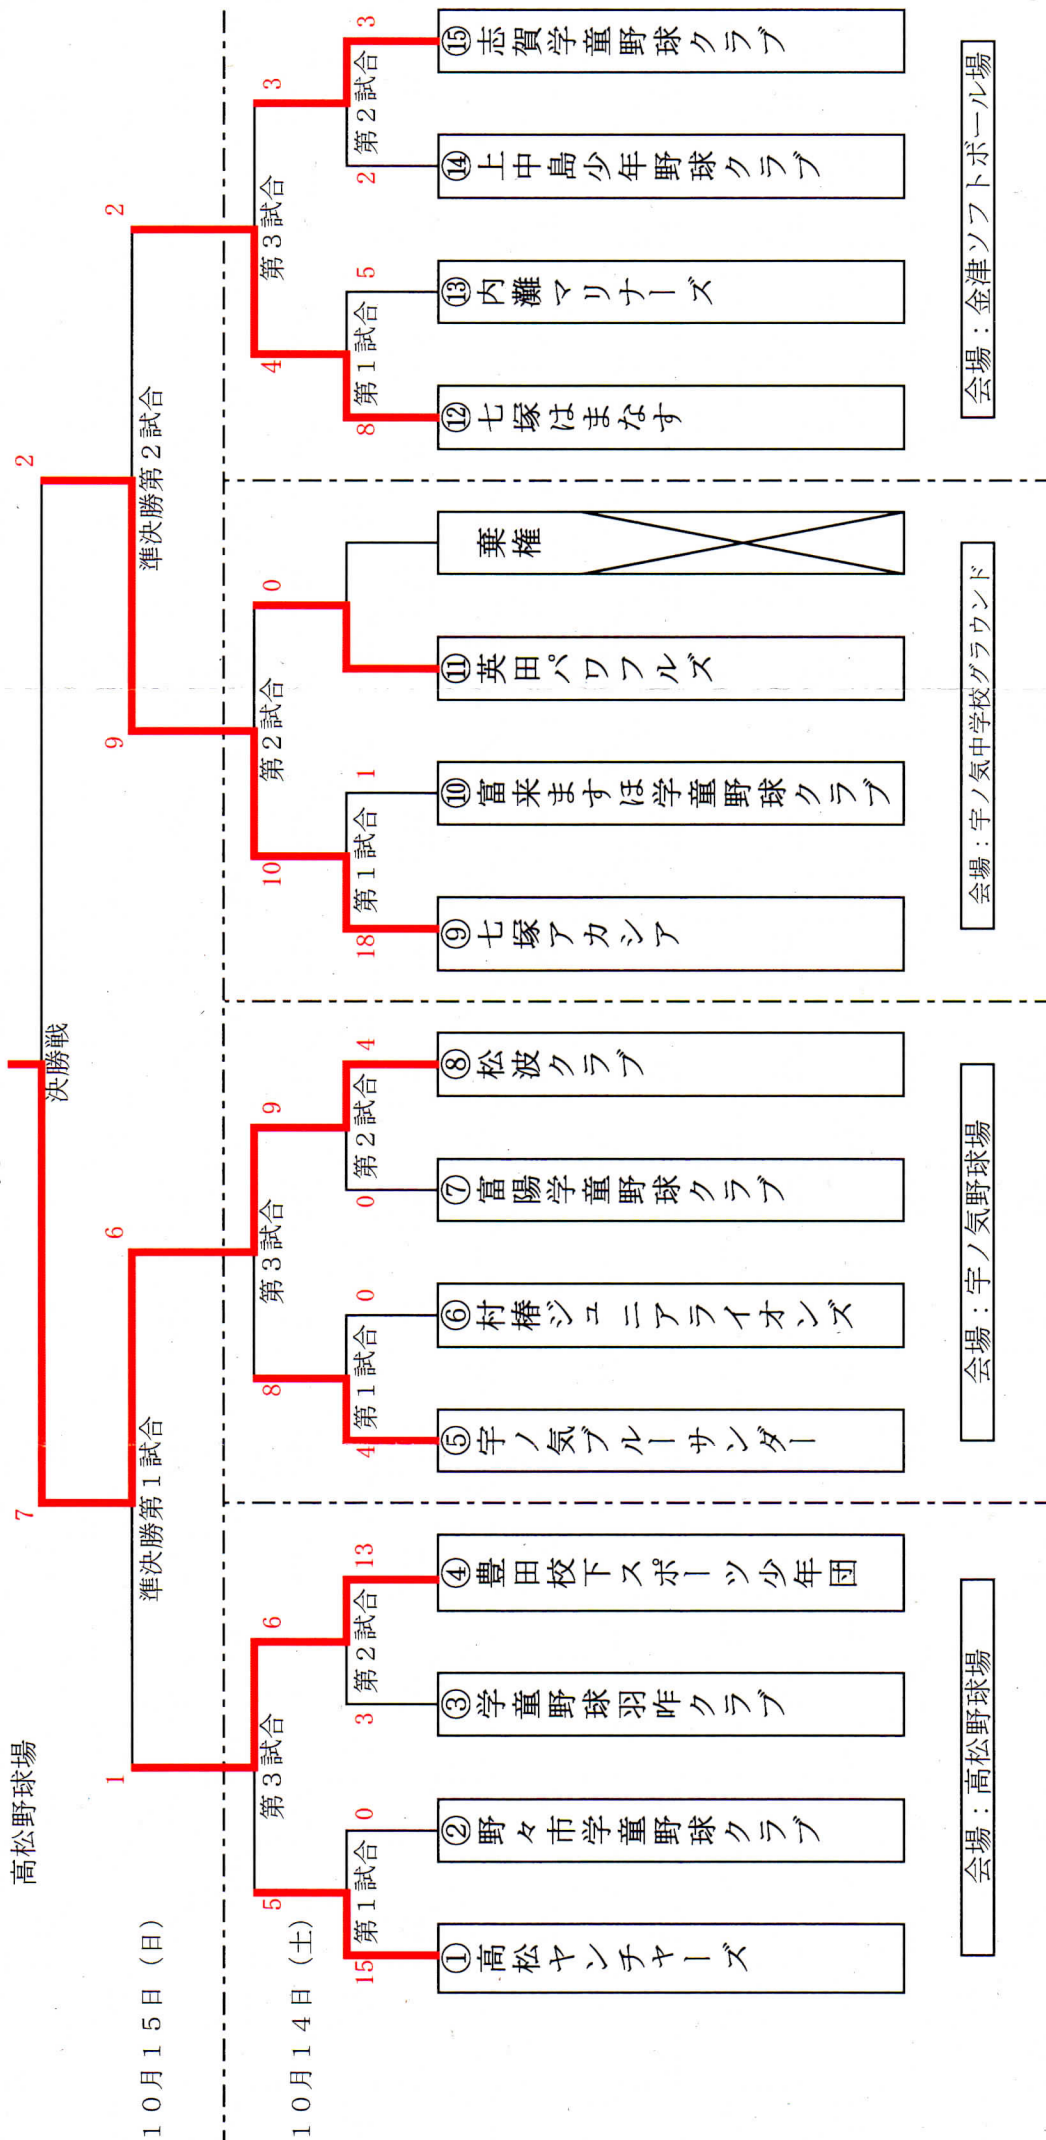 高松野球場
決勝戦
7
2
10月15日（日）
準決勝第1試合
準決勝第2試合
1
6
9
2
10月14日（土）
第3試合
第3試合
第2試合
第3試合
5
6
8
9
10
0
4
3
第1試合
第2試合
第1試合
第2試合
第1試合
第1試合
第2試合
15
0
3
13
4
0
0
4
18
1
8
5
2
3
①高松ヤンチャーズ
②野々市学童野球クラブ
③学童野球羽咋クラブ
④豊田校下スポーツ少年団
⑤宇ノ気ブルーサンダー
⑥村椿ジュニアライオンズ
⑦富陽学童野球クラブ
⑧松波クラブ
⑨七塚アカシア
⑩富来ますほ学童野球クラブ
⑪英田パワフルズ
棄権
⑫七塚はまなす
⑬内灘マリナーズ
⑭上中島少年野球クラブ
⑮志賀学童野球クラブ
会場：高松野球場
会場：宇ノ気野球場
会場：宇ノ気中学校グラウンド
会場：金津ソフトボール場